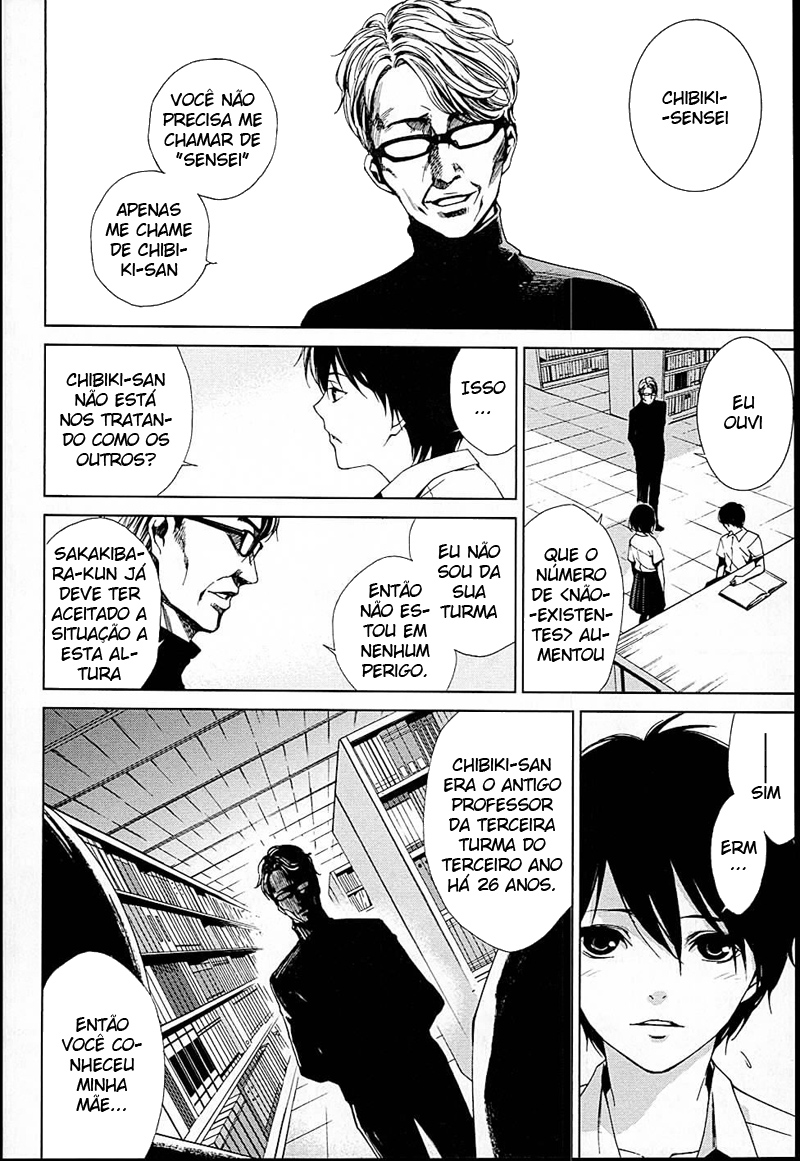 CHIBIKI-
-SENSEI
VOCÊ NÃO
PRECISA ME
CHAMAR DE
"SENSEI"
APENAS
ME CHAME
DE CHIBI-
KI-SAN
EU
OUVI
QUE O
NÚMERO
DE <NÃO-
-EXISTEN-
TES> AU-
MENTOU
ISSO
...
CHIBIKI-SAN
NÃO ESTÁ
NOS TRATAN-
DO COMO OS
OUTROS?
EU NÃO
SOU DA
SUA
TURMA
ENTÃO
NÃO ES-
TOU EM
NENHUM
PERIGO.
SAKAKIBA-
RA-KUN JÁ
DEVE TER
ACEITADO A
SITUAÇÃO A
ESTA AL-
TURA
SIM
ERM
...
CHIBIKI-SAN
ERA O ANTIGO
PROFESSOR
DA TERCEIRA
TURMA DO
TERCEIRO ANO
HÁ 26 ANOS.
ENTÃO
VOCÊ CO-
NHECEU
MINHA
MÃE...